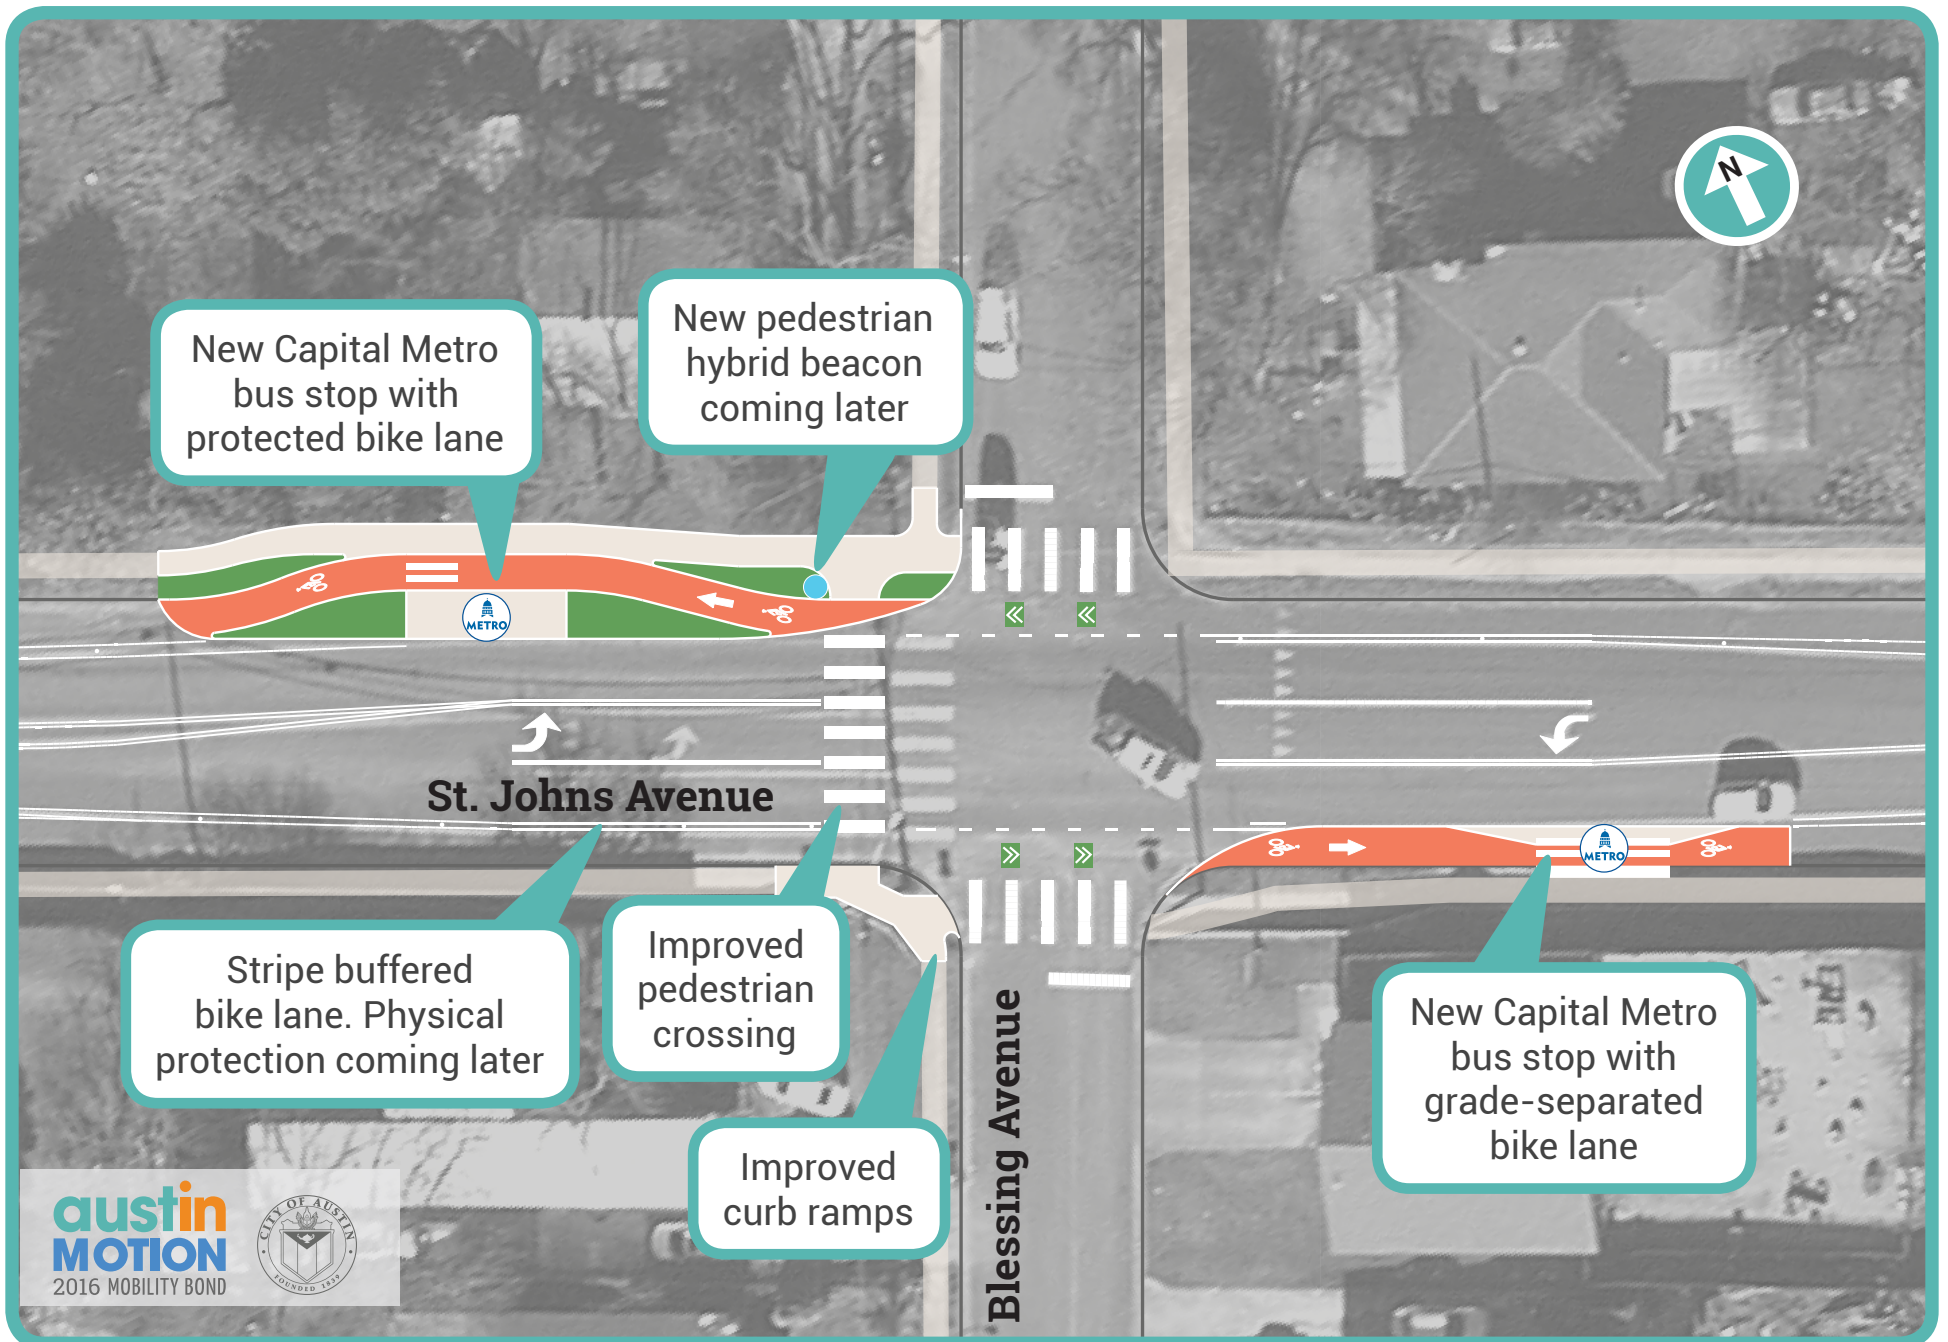 N
New pedestrian
hybrid beacon
coming later
New Capital Metro
bus stop with
protected bike lane
METRO
St. Johns Avenue
METRO
Stripe buffered
bike lane. Physical
protection coming later
Improved
pedestrian
crossing
Improved
curb ramps
Blessing Avenue
New Capital Metro
bus stop with
grade-separated
bike lane
austin
MOTION
2016 MOBILITY BOND
CITY OF AUSTIN
FOUNDED 1839